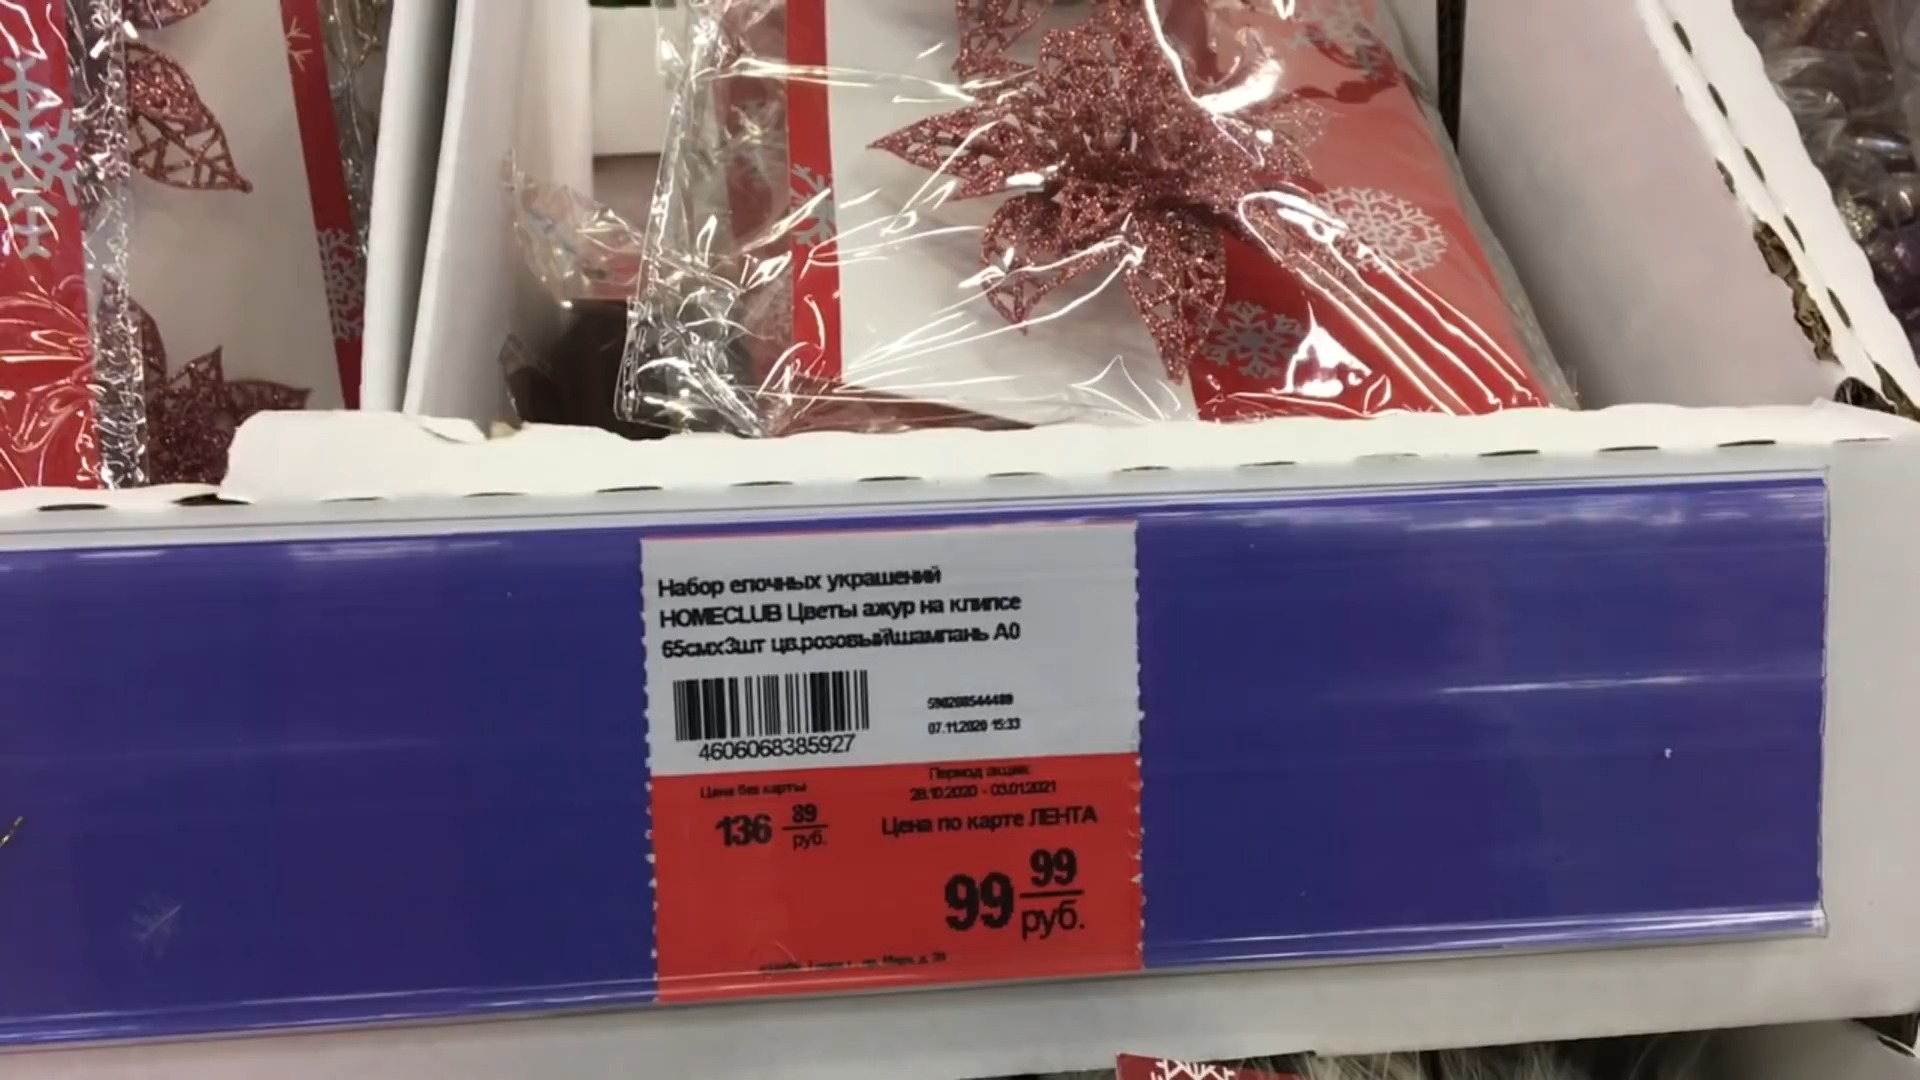 Набор елочных украшений
HOMECLUB Цветы ажур на клипсе
65смх3шт цв.розовый\шампань А0
4606068385927
590208544489
07.11.2020 15:33
Цена без карты
136 89 руб.
Период акции:
28.10.2020 - 03.01.2021
Цена по карте ЛЕНТА
99 99 руб.